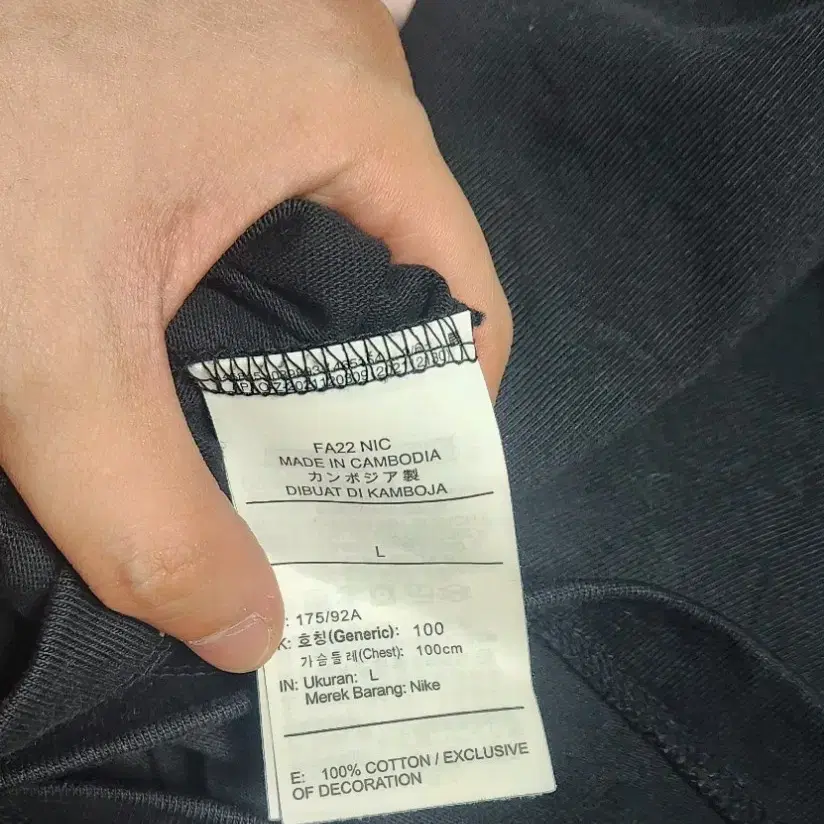 FA22 NIC
MADE IN CAMBODIA
カンボジア製
DIBUAT DI KAMBOJA
L
: 175/92A
K: 호칭(Generic): 100
가슴둘레(Chest): 100cm
IN: Ukuran: L
Merek Barang: Nike
E: 100% COTTON / EXCLUSIVE
OF DECORATION